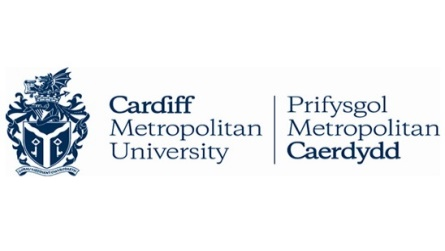 Cardiff
Metropolitan
University
Prifysgol
Metropolitan
Caerdydd